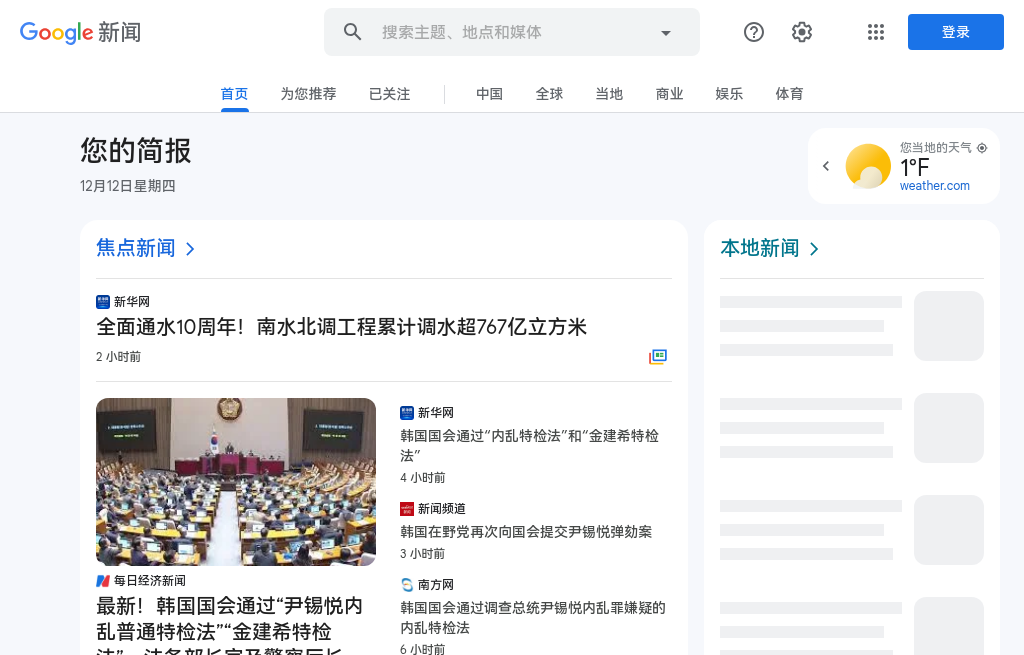 Google 新闻
搜索主题、地点和媒体
登录
首页
为您推荐
已关注
中国
全球
当地
商业
娱乐
体育
您的简报
12月12日星期四
您当地的天气
1°F
weather.com
焦点新闻
新华网
全面通水10周年！南水北调工程累计调水超767亿立方米
2 小时前
每日经济新闻
最新！韩国国会通过“尹锡悦内
乱普通特检法”“金建希特检
新华网
韩国国会通过“内乱特检法”和“金建希特检
法”
4 小时前
新闻频道
韩国在野党再次向国会提交尹锡悦弹劾案
3 小时前
南方网
韩国国会通过调查总统尹锡悦内乱罪嫌疑的
内乱特检法
6 小时前
本地新闻